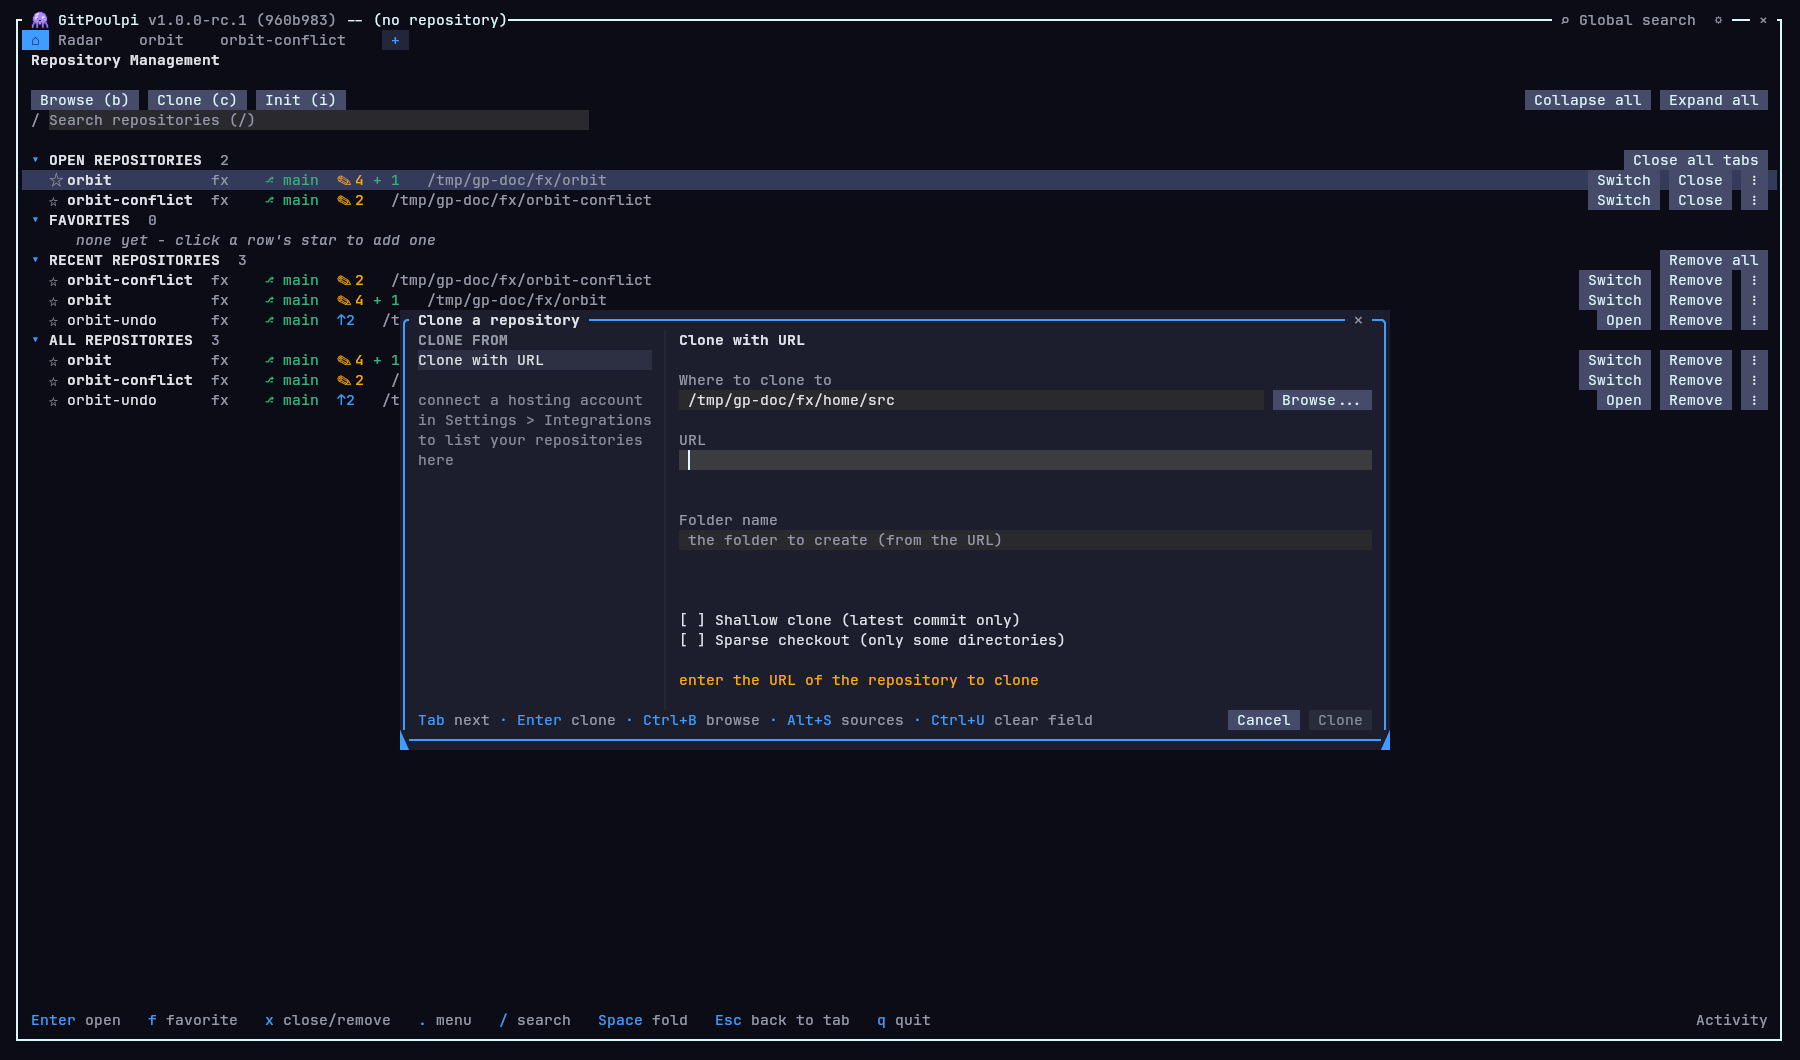 GitPoulpi v1.0.0-rc.1 (960b983) —— (no repository) ⌕ Global search ☼ × 
⌂ Radar orbit orbit-conflict +
Repository Management
Browse (b) Clone (c) Init (i) Collapse all Expand all
/ Search repositories (/)
▾ OPEN REPOSITORIES 2 Close all tabs
☆ orbit fx ⎇ main ✎ 4 + 1 /tmp/gp-doc/fx/orbit Switch Close ⋮
☆ orbit-conflict fx ⎇ main ✎ 2 /tmp/gp-doc/fx/orbit-conflict Switch Close ⋮
▾ FAVORITES 0
none yet - click a row's star to add one
▾ RECENT REPOSITORIES 3 Remove all
☆ orbit-conflict fx ⎇ main ✎ 2 /tmp/gp-doc/fx/orbit-conflict Switch Remove ⋮
☆ orbit fx ⎇ main ✎ 4 + 1 /tmp/gp-doc/fx/orbit Switch Remove ⋮
☆ orbit-undo fx ⎇ main ↑2 /t Open Remove ⋮
▾ ALL REPOSITORIES 3
☆ orbit fx ⎇ main ✎ 4 + 1 Switch Remove ⋮
☆ orbit-conflict fx ⎇ main ✎ 2 / Switch Remove ⋮
☆ orbit-undo fx ⎇ main ↑2 /t Open Remove ⋮
Clone a repository ×
CLONE FROM
Clone with URL
connect a hosting account
in Settings > Integrations
to list your repositories
here
Clone with URL
Where to clone to
/tmp/gp-doc/fx/home/src Browse...
URL
Folder name
the folder to create (from the URL)
[ ] Shallow clone (latest commit only)
[ ] Sparse checkout (only some directories)
enter the URL of the repository to clone
Tab next · Enter clone · Ctrl+B browse · Alt+S sources · Ctrl+U clear field Cancel Clone
Enter open f favorite x close/remove . menu / search Space fold Esc back to tab q quit Activity